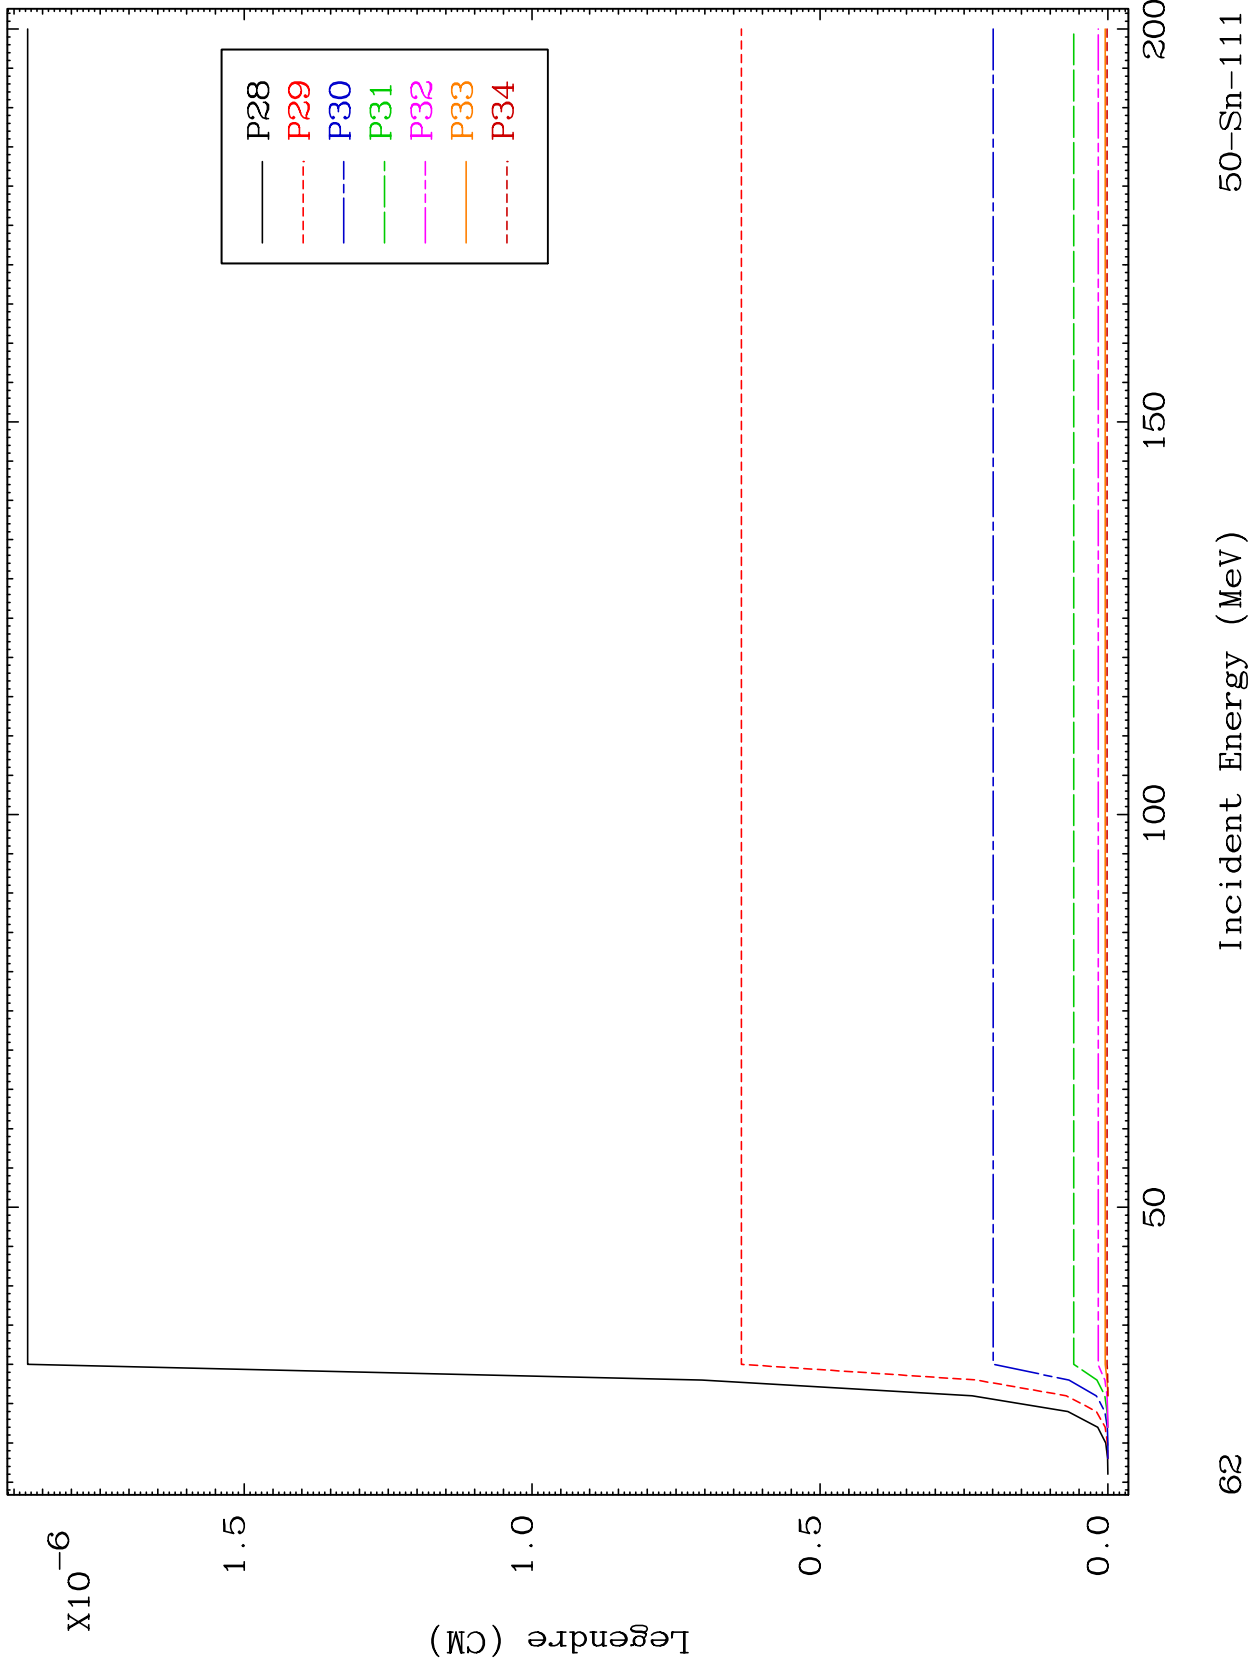 X10-6
1.5
1.0
0.5
0.0
Legendre (CM)
P28
P29
P30
P31
P32
P33
P34
50
100
150
200
Incident Energy (MeV)
62
50-Sn-111